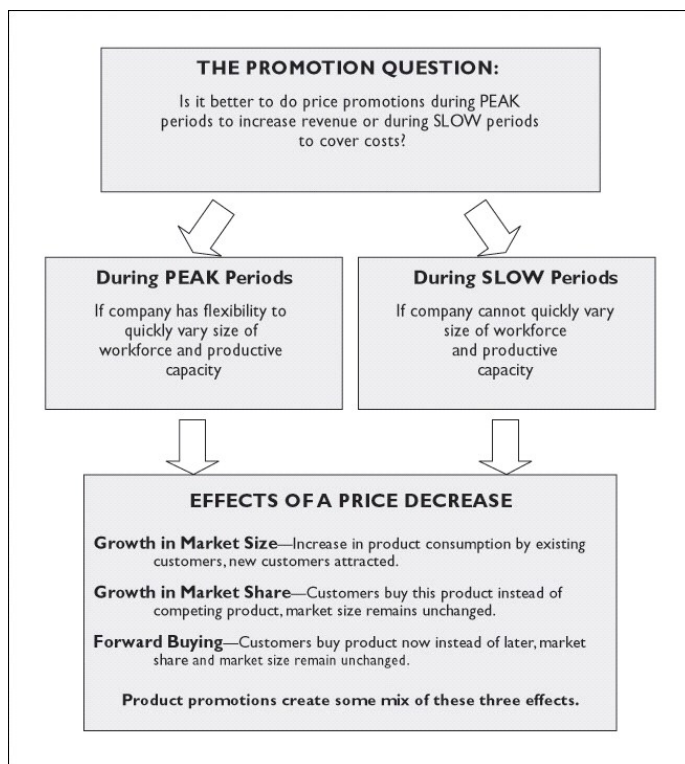 THE PROMOTION QUESTION:
Is it better to do price promotions during PEAK
periods to increase revenue or during SLOW periods
to cover costs?
During PEAK Periods
If company has flexibility to
quickly vary size of
workforce and productive
capacity
During SLOW Periods
If company cannot quickly vary
size of workforce
and productive
capacity
EFFECTS OF A PRICE DECREASE
Growth in Market Size—Increase in product consumption by existing
customers, new customers attracted.
Growth in Market Share—Customers buy this product instead of
competing product, market size remains unchanged.
Forward Buying—Customers buy product now instead of later, market
share and market size remain unchanged.
Product promotions create some mix of these three effects.